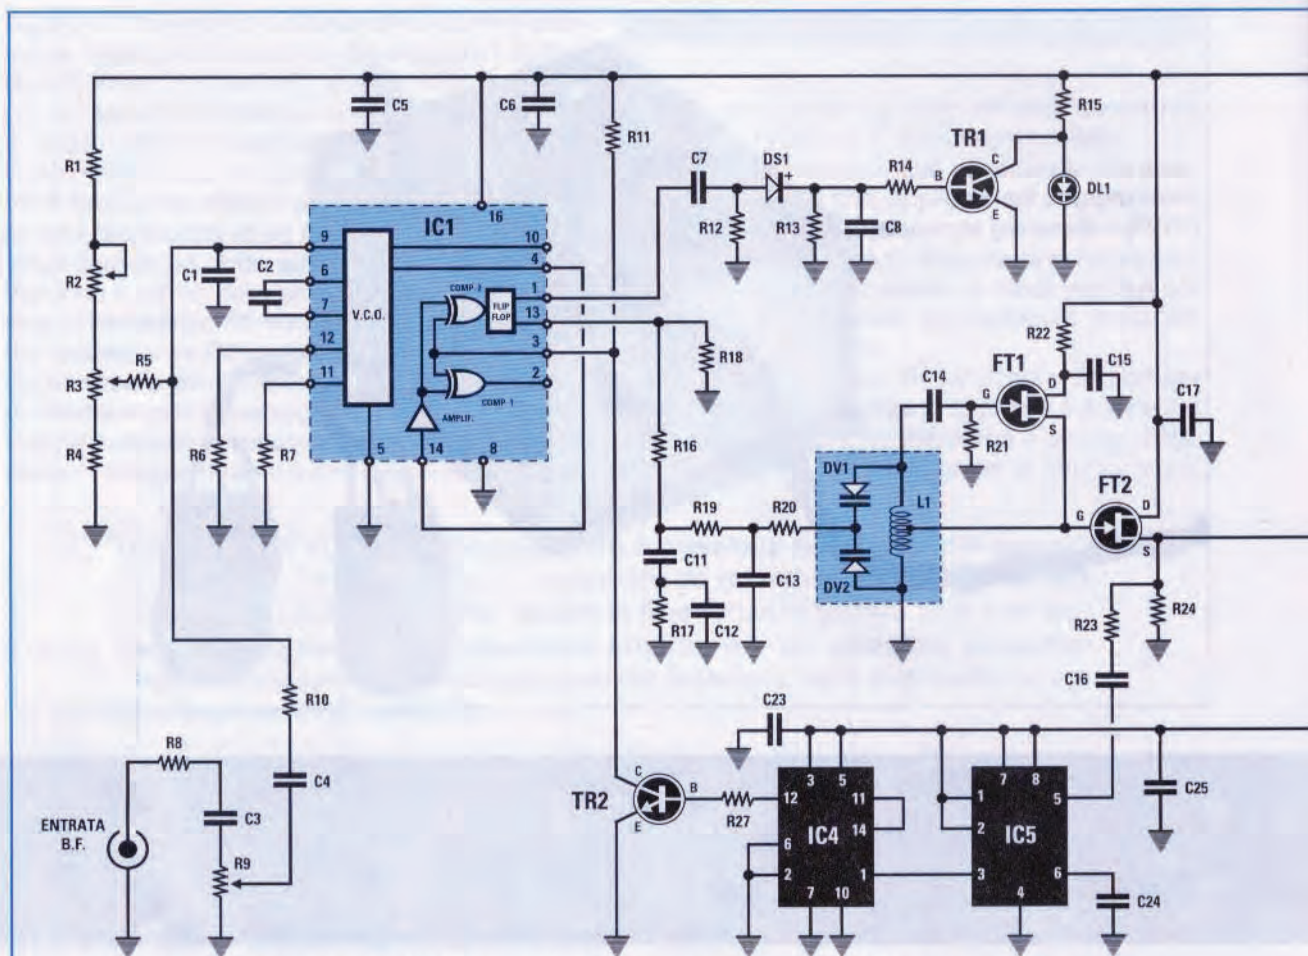 C5
C6
R11
R15
R1
TR1
C7
DS1
+
R14
B
C
E
DL1
R12
R13
C8
R2
C1
C2
9
6
7
12
11
16
IC1
10
4
1
13
3
2
V.C.O.
COMP-2
FLIP
FLOP
COMP-1
AMPLIF.
5
14
8
R22
R18
FT1
C15
C14
G
D
S
C17
R3
R5
R4
R6
R7
R16
R21
DV1
L1
DV2
FT2
G
D
S
R19
R20
C11
C13
R17
C12
R23
R24
C16
R10
R8
C4
C3
ENTRATA
B.F.
R9
C23
TR2
C
B
E
R27
3
5
12
11
14
6
2
1
7
10
IC4
7
8
1
2
5
3
6
4
IC5
C25
C24